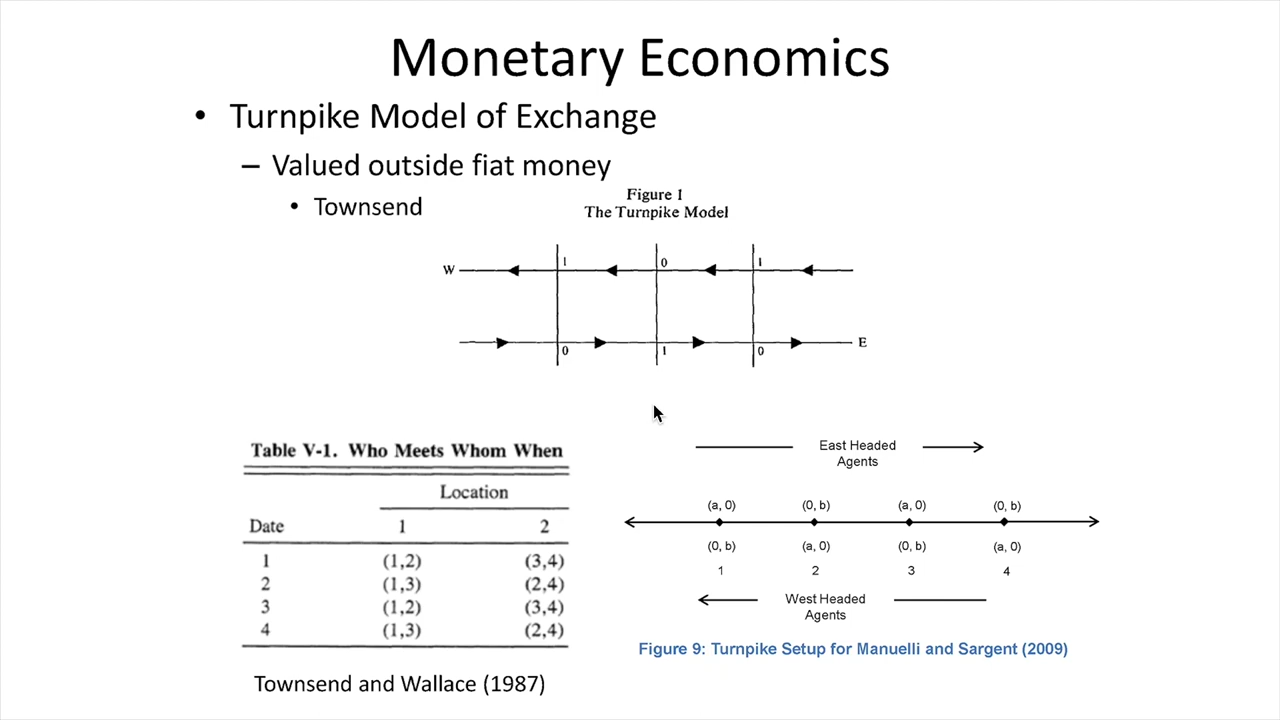 Monetary Economics
• Turnpike Model of Exchange
– Valued outside fiat money
• Townsend
Figure 1
The Turnpike Model
1 0 1
W
E
0 1 0
Table V-1. Who Meets Whom When
Location
Date 1 2
1 (1,2) (3,4)
2 (1,3) (2,4)
3 (1,2) (3,4)
4 (1,3) (2,4)
Townsend and Wallace (1987)
East Headed
Agents
(a, 0) (0, b) (a, 0) (0, b)
(0, b) (a, 0) (0, b) (a, 0)
1 2 3 4
West Headed
Agents
Figure 9: Turnpike Setup for Manuelli and Sargent (2009)